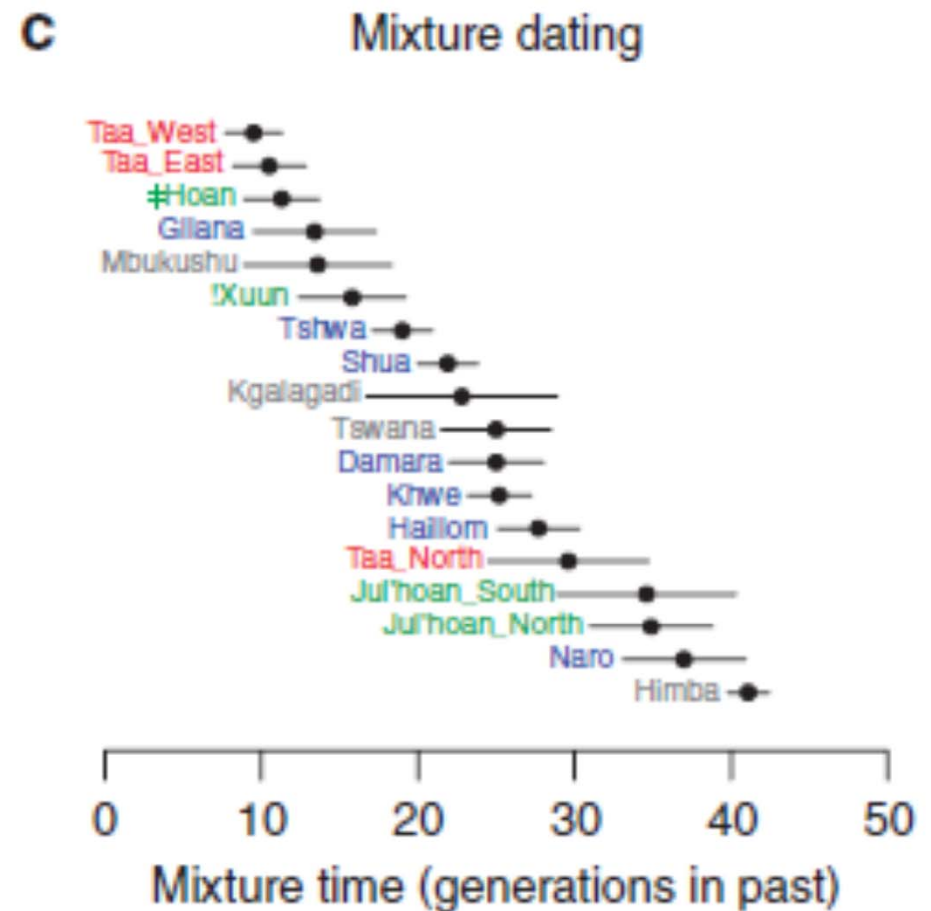 C Mixture dating
Taa_West
Taa_East
ǂHoan
G||ana
Mbukushu
!Xuun
Tshwa
Shua
Kgalagadi
Tswana
Damara
Khwe
Hai||om
Taa_North
Ju|'hoan_South
Ju|'hoan_North
Naro
Himba
0 10 20 30 40 50
Mixture time (generations in past)